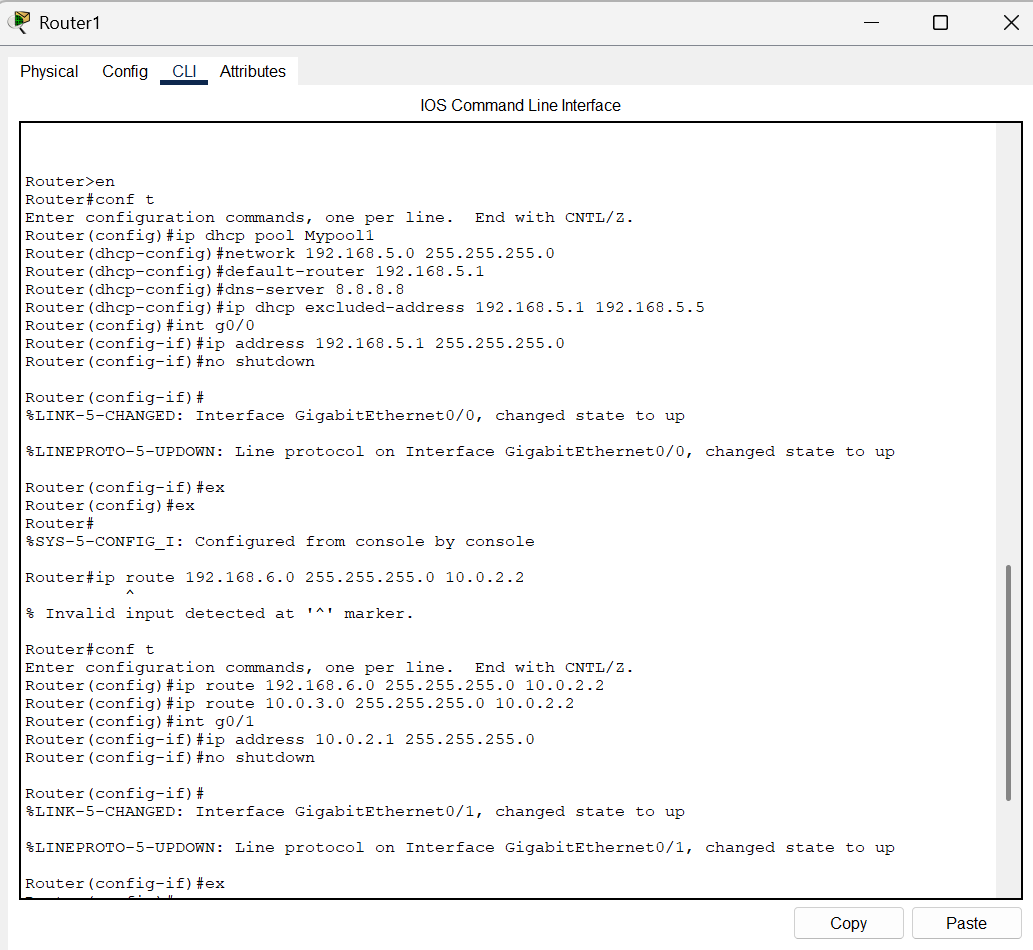 Router1
Physical Config CLI Attributes
IOS Command Line Interface
Router>en
Router#conf t
Enter configuration commands, one per line.  End with CNTL/Z.
Router(config)#ip dhcp pool Mypool1
Router(dhcp-config)#network 192.168.5.0 255.255.255.0
Router(dhcp-config)#default-router 192.168.5.1
Router(dhcp-config)#dns-server 8.8.8.8
Router(dhcp-config)#ip dhcp excluded-address 192.168.5.1 192.168.5.5
Router(config)#int g0/0
Router(config-if)#ip address 192.168.5.1 255.255.255.0
Router(config-if)#no shutdown
Router(config-if)#
%LINK-5-CHANGED: Interface GigabitEthernet0/0, changed state to up
%LINEPROTO-5-UPDOWN: Line protocol on Interface GigabitEthernet0/0, changed state to up
Router(config-if)#ex
Router(config)#ex
Router#
%SYS-5-CONFIG_I: Configured from console by console
Router#ip route 192.168.6.0 255.255.255.0 10.0.2.2
^
% Invalid input detected at '^' marker.
Router#conf t
Enter configuration commands, one per line.  End with CNTL/Z.
Router(config)#ip route 192.168.6.0 255.255.255.0 10.0.2.2
Router(config)#ip route 10.0.3.0 255.255.255.0 10.0.2.2
Router(config)#int g0/1
Router(config-if)#ip address 10.0.2.1 255.255.255.0
Router(config-if)#no shutdown
Router(config-if)#
%LINK-5-CHANGED: Interface GigabitEthernet0/1, changed state to up
%LINEPROTO-5-UPDOWN: Line protocol on Interface GigabitEthernet0/1, changed state to up
Router(config-if)#ex
Copy Paste